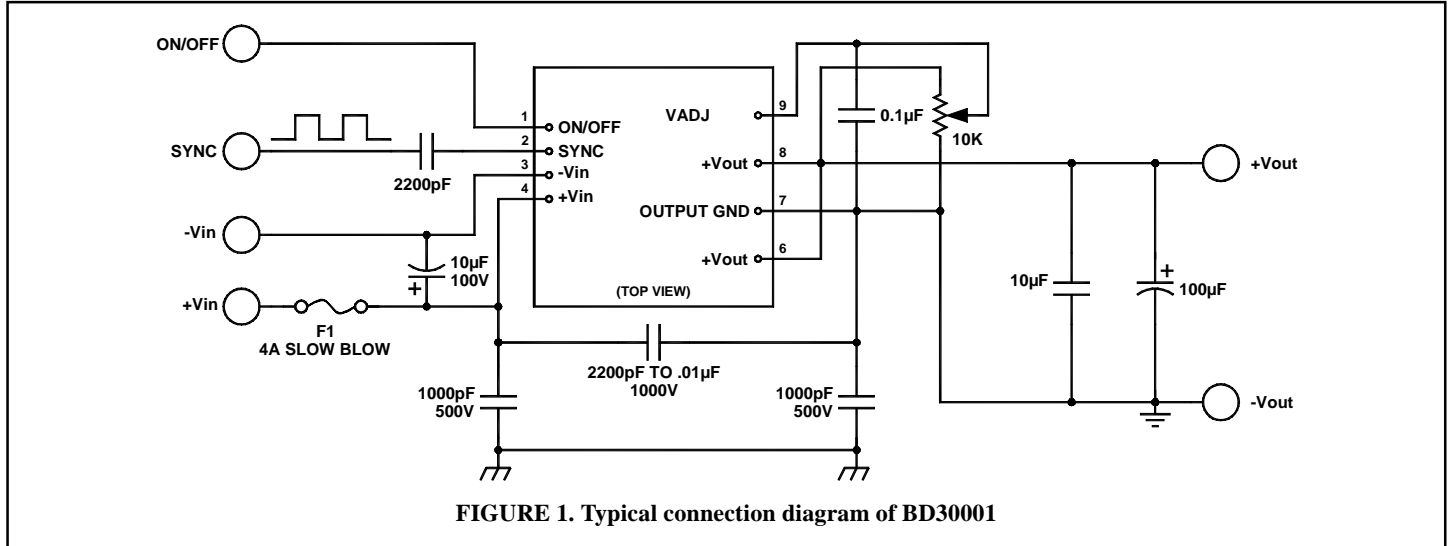 ON/OFF
SYNC
2200pF
-Vin
+Vin
F1
4A SLOW BLOW
10µF
100V
+
1
2
3
4
ON/OFF
SYNC
-Vin
+Vin
VADJ
+Vout
OUTPUT GND
+Vout
(TOP VIEW)
9
8
7
6
0.1µF
10K
10µF
+
100µF
+Vout
-Vout
2200pF TO .01µF
1000V
1000pF
500V
1000pF
500V
FIGURE 1. Typical connection diagram of BD30001